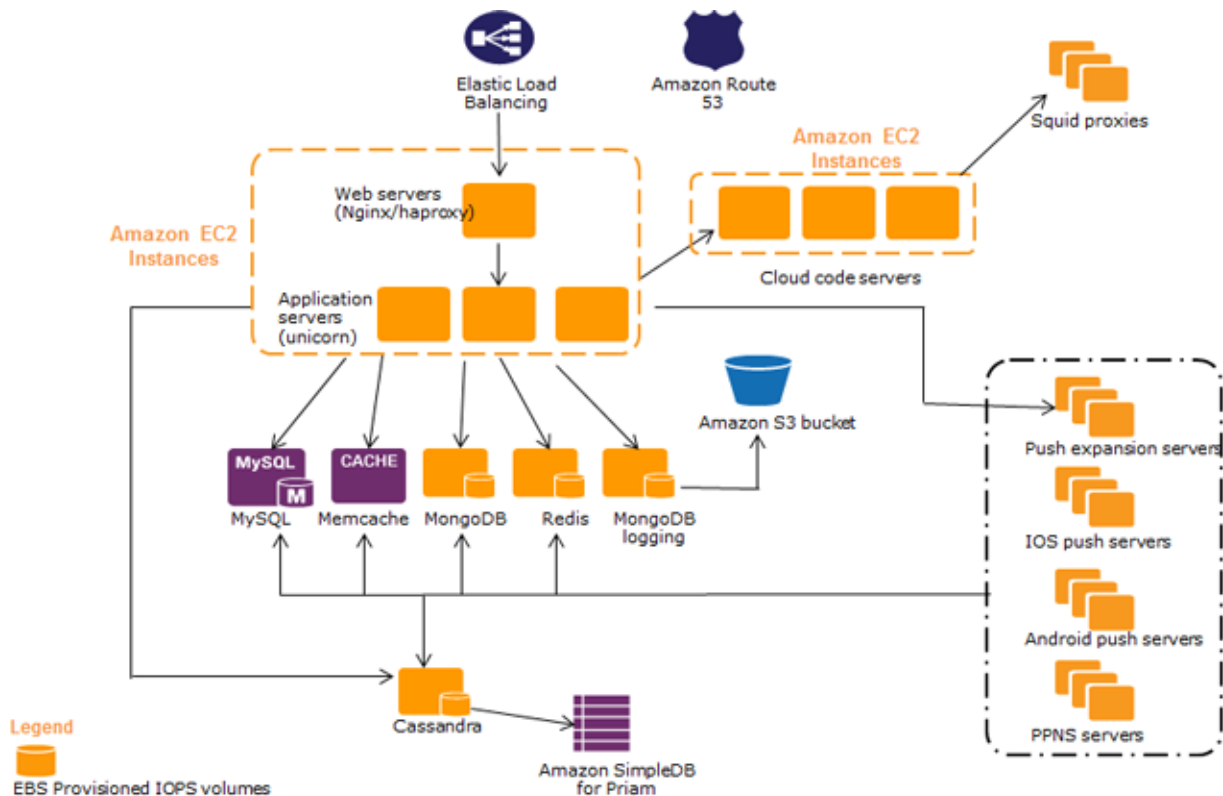 Elastic Load
Balancing
Amazon Route
53
Squid proxies
Amazon EC2
Instances
Web servers
(Nginx/haproxy)
Amazon EC2
Instances
Cloud code servers
Application
servers
(unicorn)
Amazon S3 bucket
Push expansion servers
MySQL
M
CACHE
MySQL
Memcache
MongoDB
Redis
MongoDB
logging
IOS push servers
Android push servers
Cassandra
PPNS servers
Amazon SimpleDB
for Priam
Legend
EBS Provisioned IOPS volumes